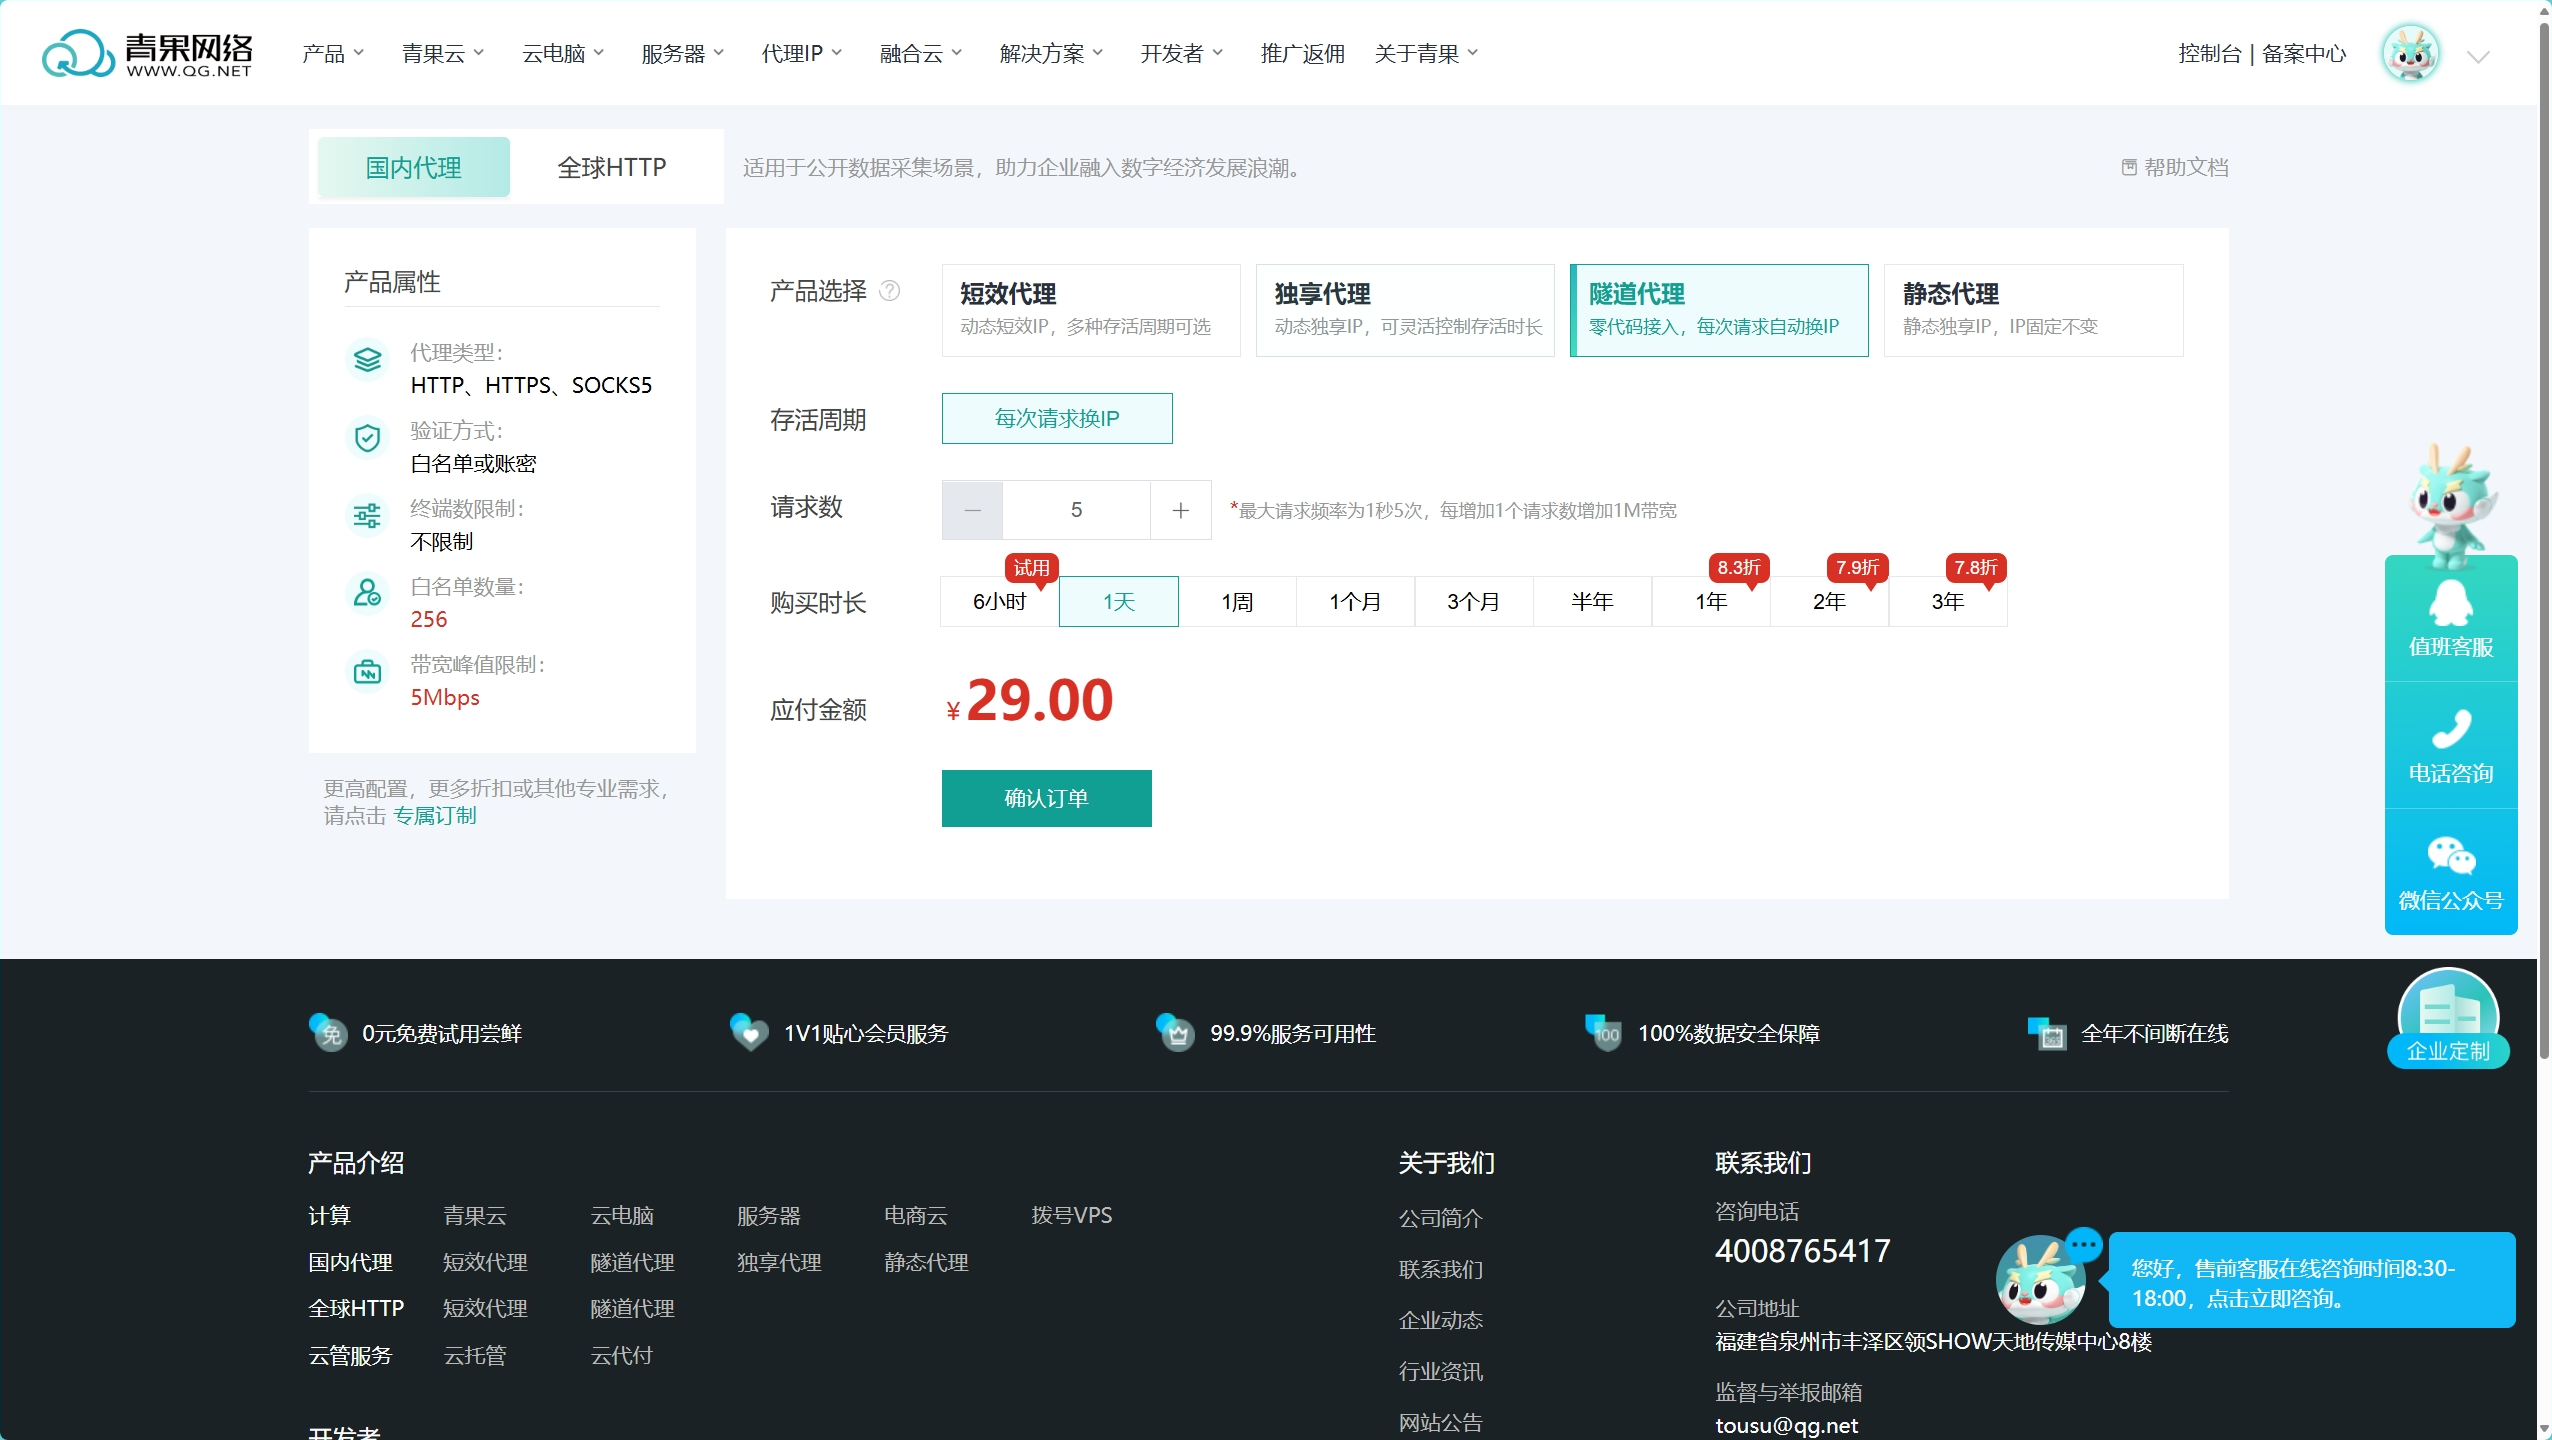 青果网络
WWW.QG.NET
产品 青果云 云电脑 服务器 代理IP 融合云 解决方案 开发者 推广返佣 关于青果
控制台 | 备案中心
国内代理 全球HTTP 适用于公开数据采集场景，助力企业融入数字经济发展浪潮。 帮助文档
产品属性
代理类型：
HTTP、HTTPS、SOCKS5
验证方式：
白名单或账密
终端数限制：
不限制
白名单数量：
256
带宽峰值限制：
5Mbps
更高配置，更多折扣或其他专业需求，
请点击 专属订制
产品选择 ?
短效代理
动态短效IP，多种存活周期可选
独享代理
动态独享IP，可灵活控制存活时长
隧道代理
零代码接入，每次请求自动换IP
静态代理
静态独享IP，IP固定不变
存活周期 每次请求换IP
请求数 — 5 + *最大请求频率为1秒5次，每增加1个请求数增加1M带宽
试用 8.3折 7.9折 7.8折
购买时长 6小时 1天 1周 1个月 3个月 半年 1年 2年 3年
应付金额 ¥29.00
确认订单
值班客服
电话咨询
微信公众号
企业定制
免 0元免费试用尝鲜
1V1贴心会员服务
99.9%服务可用性
100 100%数据安全保障
365 全年不间断在线
产品介绍
计算 青果云 云电脑 服务器 电商云 拨号VPS
国内代理 短效代理 隧道代理 独享代理 静态代理
全球HTTP 短效代理 隧道代理
云管服务 云托管 云代付
开发者
关于我们
公司简介
联系我们
企业动态
行业资讯
网站公告
联系我们
咨询电话
4008765417
公司地址
福建省泉州市丰泽区领SHOW天地传媒中心8楼
监督与举报邮箱
tousu@qg.net
您好，售前客服在线咨询时间8:30-
18:00，点击立即咨询。